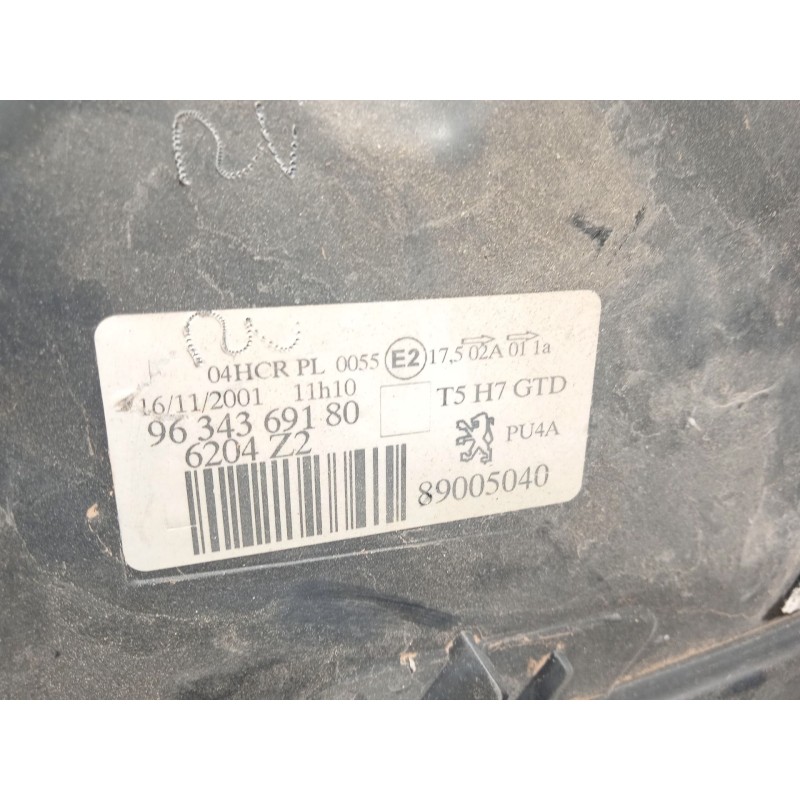 04HCR PL 0055 E2 17,5 02A 01 1a
16/11/2001 11h10 T5 H7 GTD
96 343 691 80
6204 Z2 PU4A
89005040